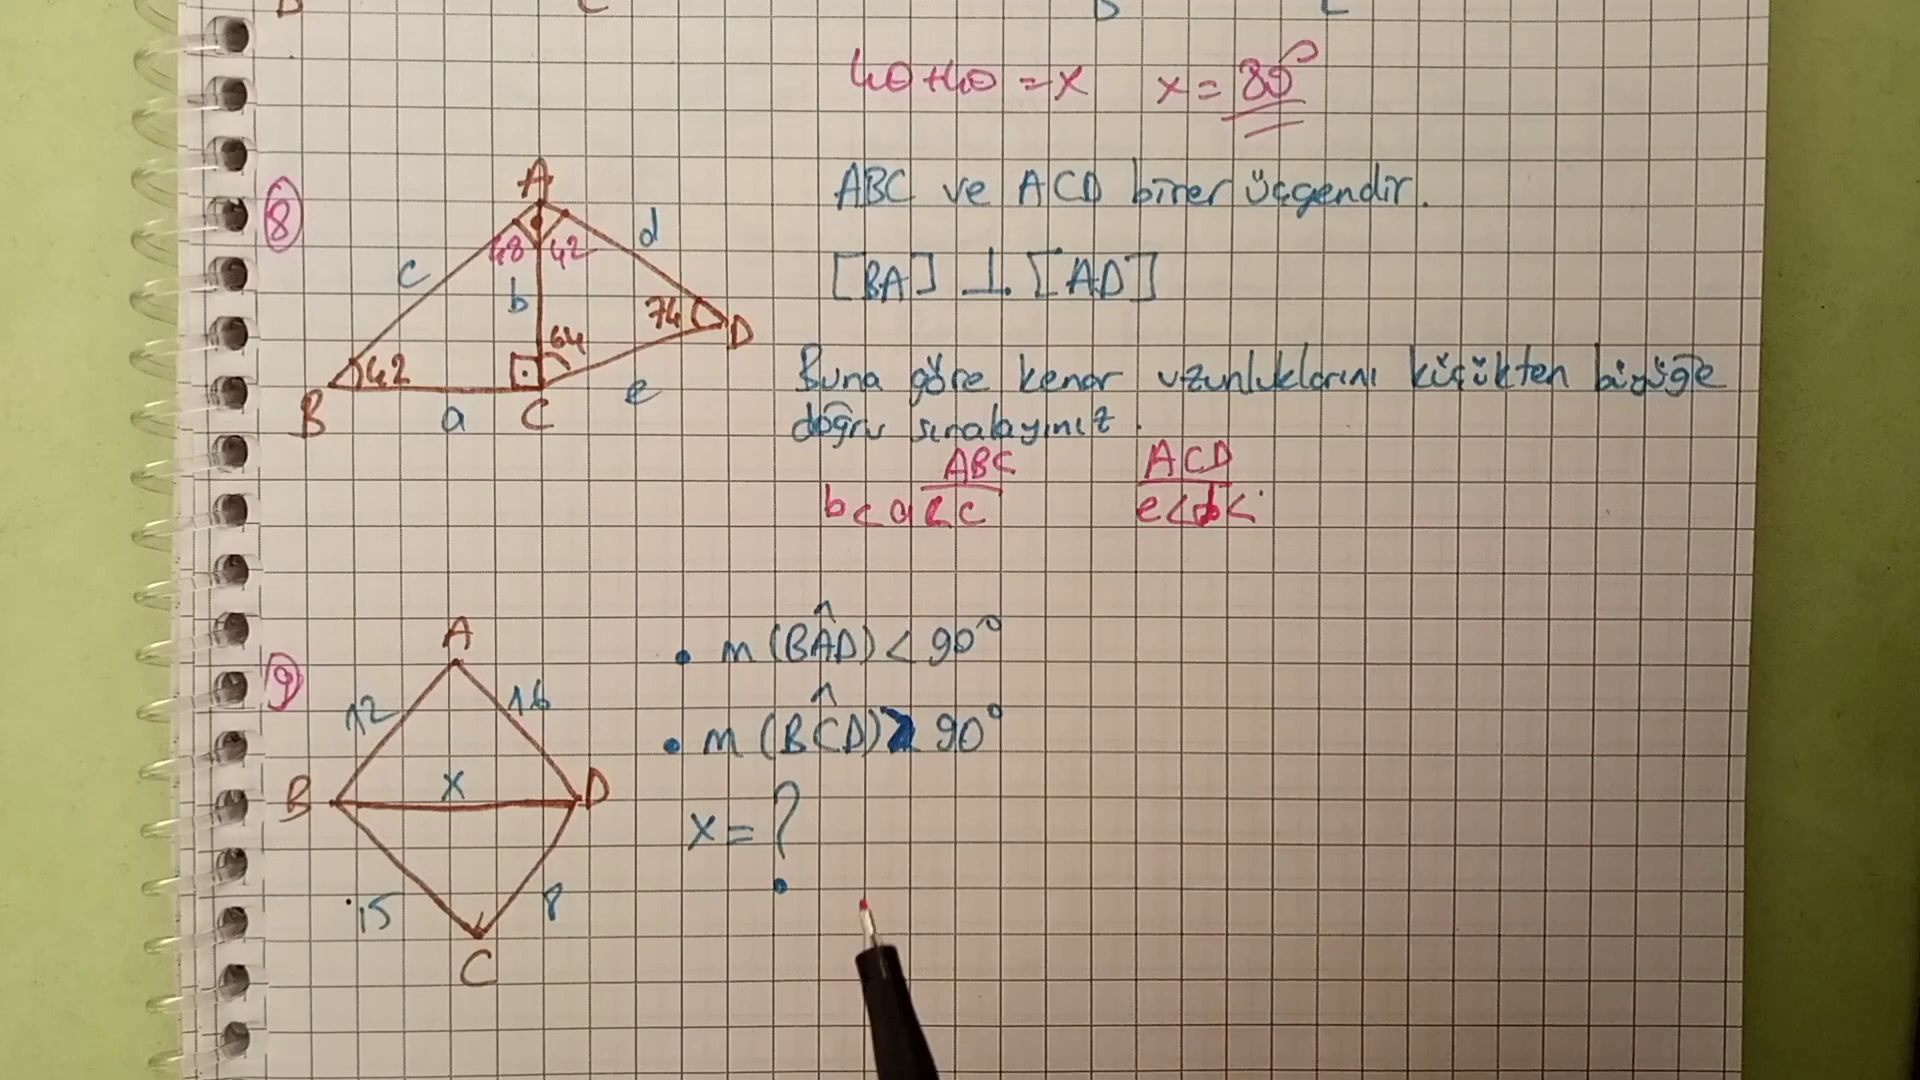 40+40 = x x = 80°
8
A
ABC ve ACD birer üçgendir.
48 42
c
d
b
[BA] ⊥ [AD]
74
D
64
42
B
a
C
e
Buna göre kenar uzunluklarını küçükten büyüğe
doğru sıralayınız.
ABC ACD
b<a<c e<b<
9
A
12
16
• m(BÂD) < 90°
• m(BĈD) > 90°
B
x
D
x = ?
15
8
C